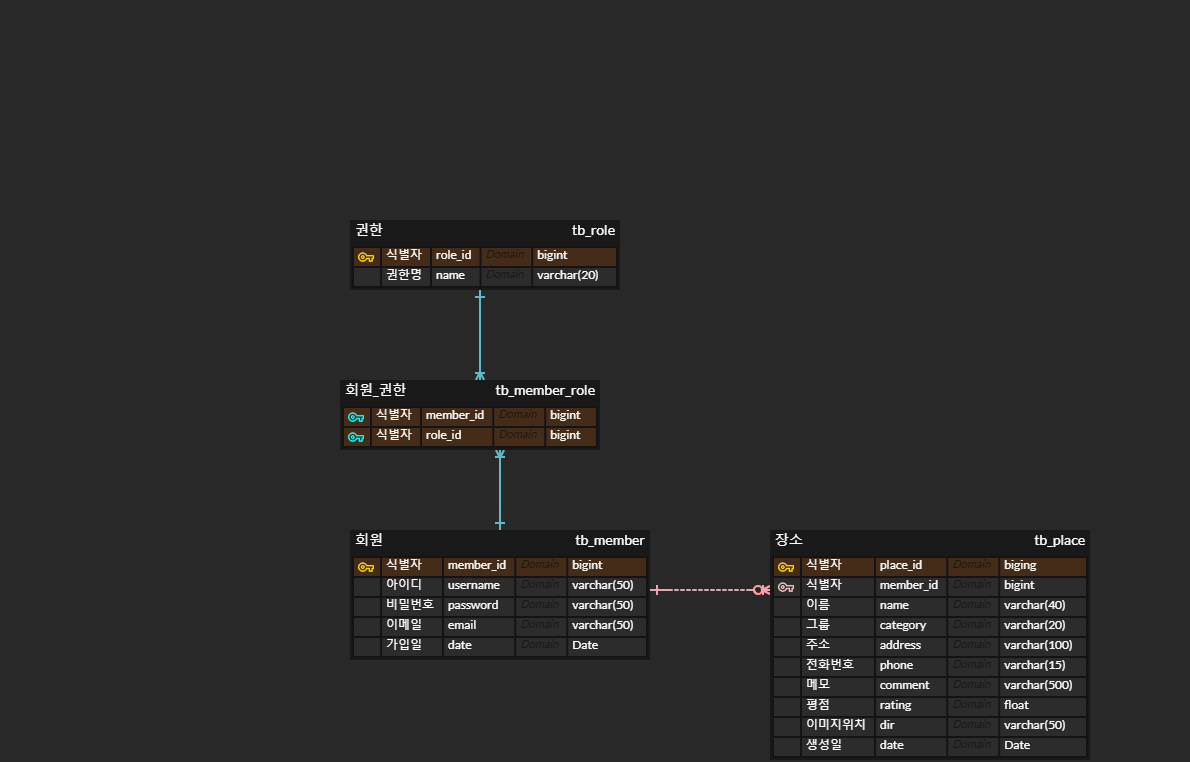 권한 tb_role
식별자 role_id Domain bigint
권한명 name Domain varchar(20)
회원_권한 tb_member_role
식별자 member_id Domain bigint
식별자 role_id Domain bigint
회원 tb_member
식별자 member_id Domain bigint
아이디 username Domain varchar(50)
비밀번호 password Domain varchar(50)
이메일 email Domain varchar(50)
가입일 date Domain Date
장소 tb_place
식별자 place_id Domain biging
식별자 member_id Domain bigint
이름 name Domain varchar(40)
그룹 category Domain varchar(20)
주소 address Domain varchar(100)
전화번호 phone Domain varchar(15)
메모 comment Domain varchar(500)
평점 rating Domain float
이미지위치 dir Domain varchar(50)
생성일 date Domain Date